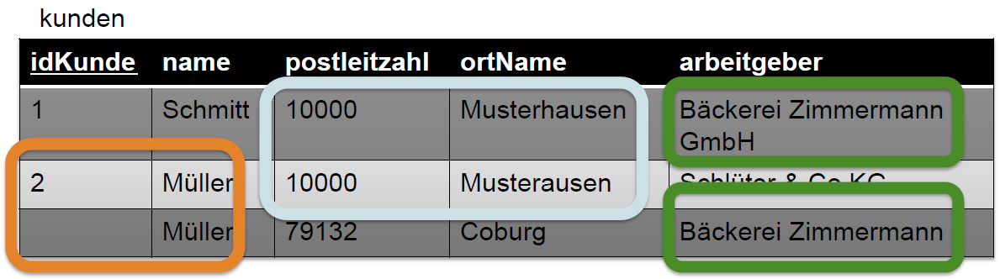 kunden
idKunde name postleitzahl ortName arbeitgeber
1 Schmitt 10000 Musterhausen Bäckerei Zimmermann
GmbH
2 Müller 10000 Musterausen Schlüter & Co KG
Müller 79132 Coburg Bäckerei Zimmermann